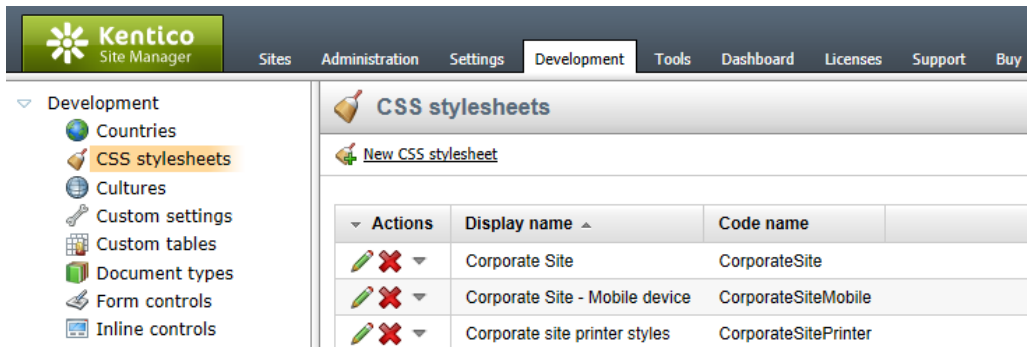 Kentico
Site Manager
Sites Administration Settings Development Tools Dashboard Licenses Support Buy
Development
Countries
CSS stylesheets
Cultures
Custom settings
Custom tables
Document types
Form controls
Inline controls
CSS stylesheets
New CSS stylesheet
Actions Display name Code name
Corporate Site CorporateSite
Corporate Site - Mobile device CorporateSiteMobile
Corporate site printer styles CorporateSitePrinter